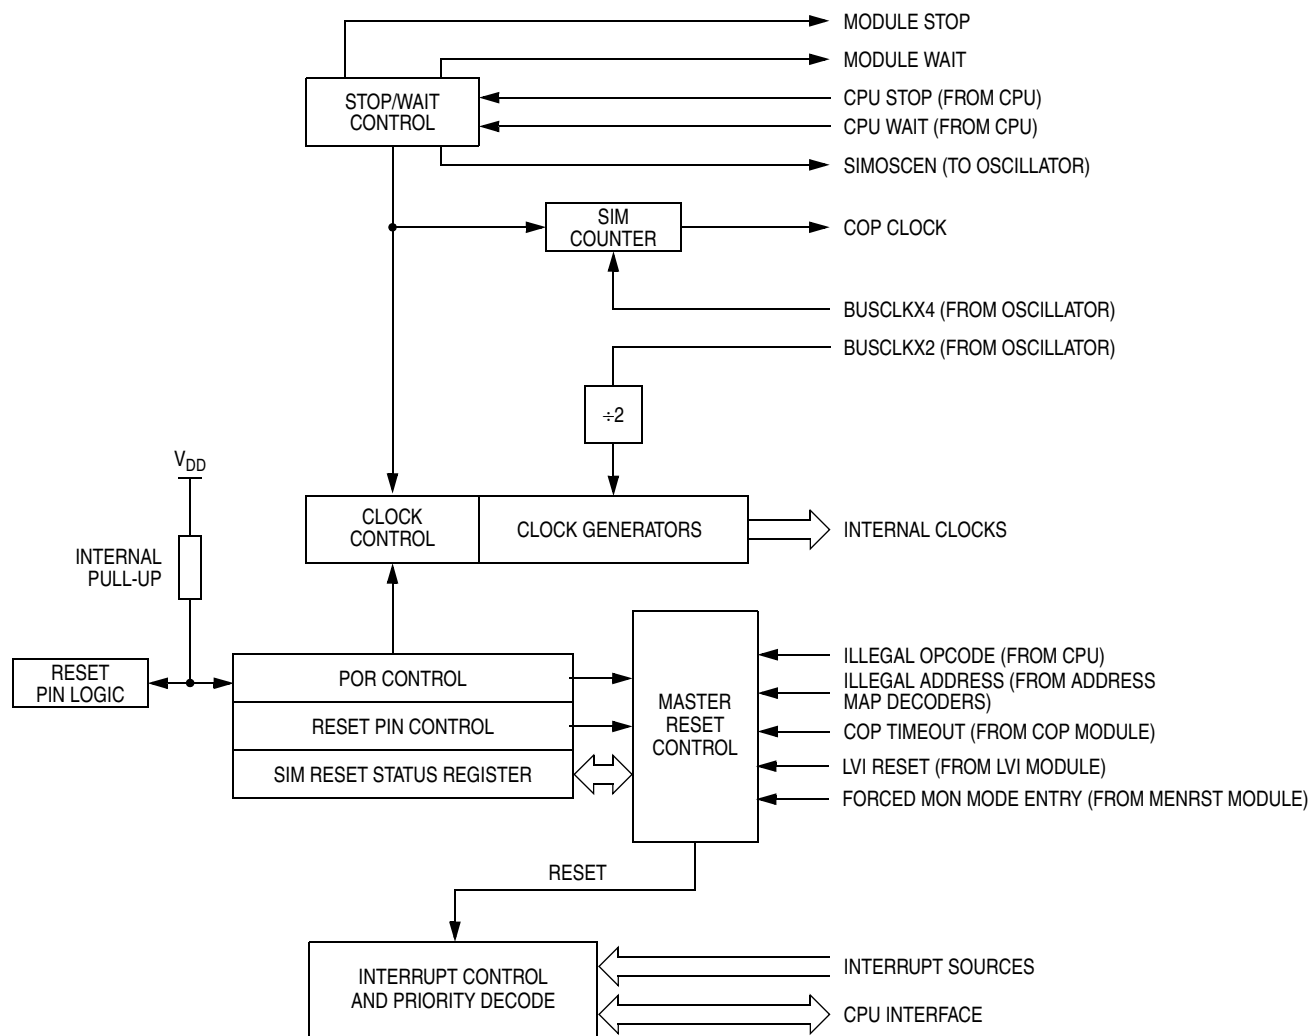 MODULE STOP
MODULE WAIT
STOP/WAIT
CONTROL
CPU STOP (FROM CPU)
CPU WAIT (FROM CPU)
SIMOSCEN (TO OSCILLATOR)
SIM
COUNTER
COP CLOCK
BUSCLKX4 (FROM OSCILLATOR)
BUSCLKX2 (FROM OSCILLATOR)
÷2
VDD
CLOCK
CONTROL
CLOCK GENERATORS
INTERNAL CLOCKS
INTERNAL
PULL-UP
RESET
PIN LOGIC
POR CONTROL
RESET PIN CONTROL
SIM RESET STATUS REGISTER
MASTER
RESET
CONTROL
ILLEGAL OPCODE (FROM CPU)
ILLEGAL ADDRESS (FROM ADDRESS
MAP DECODERS)
COP TIMEOUT (FROM COP MODULE)
LVI RESET (FROM LVI MODULE)
FORCED MON MODE ENTRY (FROM MENRST MODULE)
RESET
INTERRUPT CONTROL
AND PRIORITY DECODE
INTERRUPT SOURCES
CPU INTERFACE